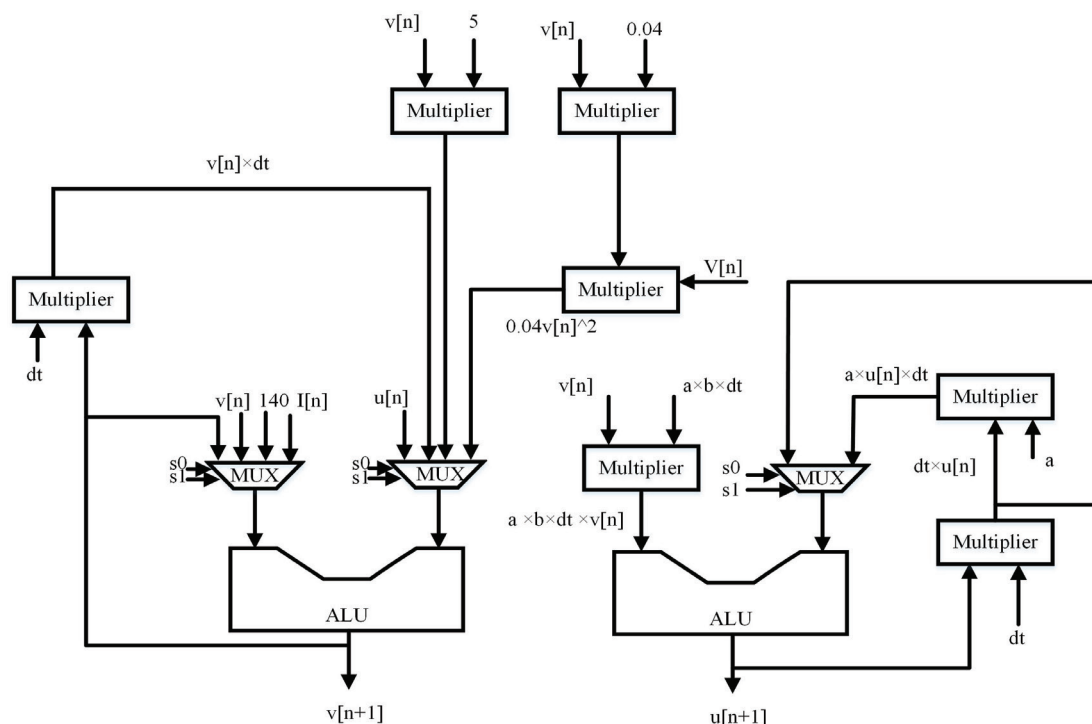 v[n]
5
v[n]
0.04
Multiplier
Multiplier
v[n]×dt
Multiplier
Multiplier
V[n]
0.04v[n]^2
dt
v[n]
140
I[n]
u[n]
v[n]
a×b×dt
a×u[n]×dt
Multiplier
s0
s1
MUX
s0
s1
MUX
Multiplier
s0
s1
MUX
dt×u[n]
a
a ×b×dt ×v[n]
Multiplier
ALU
ALU
dt
v[n+1]
u[n+1]